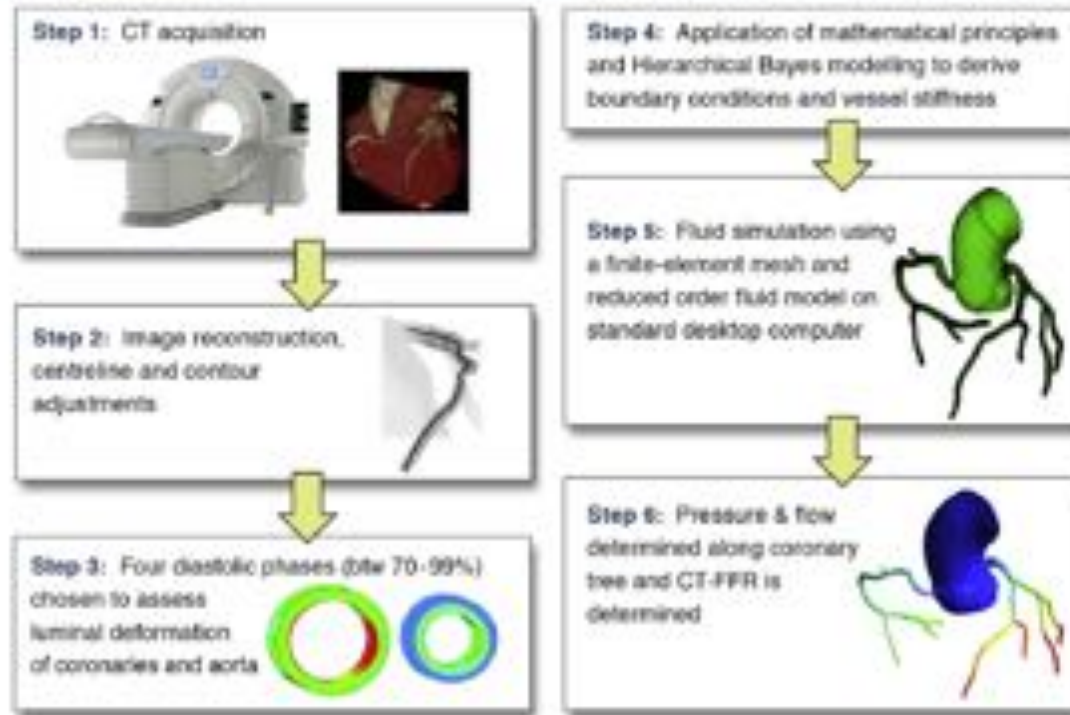 Step 1: CT acquisition
Step 2: Image reconstruction,
centreline and contour
adjustments
Step 3: Four diastolic phases (btw 70-99%)
chosen to assess
luminal deformation
of coronaries and aorta
Step 4: Application of mathematical principles
and Hierarchical Bayes modelling to derive
boundary conditions and vessel stiffness
Step 5: Fluid simulation using
a finite-element mesh and
reduced order fluid model on
standard desktop computer
Step 6: Pressure & flow
determined along coronary
tree and CT-FFR is
determined